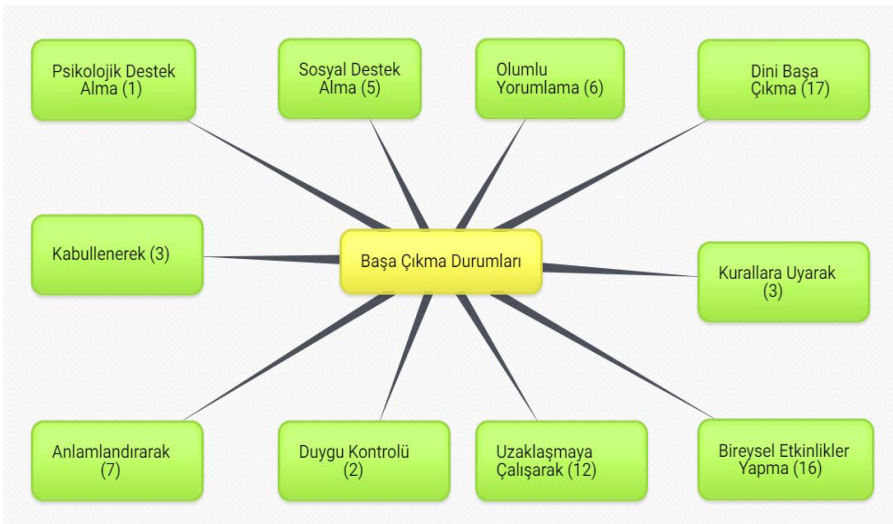 Psikolojik Destek
Alma (1)
Sosyal Destek
Alma (5)
Olumlu
Yorumlama (6)
Dini Başa
Çıkma (17)
Kabullenerek (3)
Başa Çıkma Durumları
Kurallara Uyarak
(3)
Anlamlandırarak
(7)
Duygu Kontrolü
(2)
Uzaklaşmaya
Çalışarak (12)
Bireysel Etkinlikler
Yapma (16)